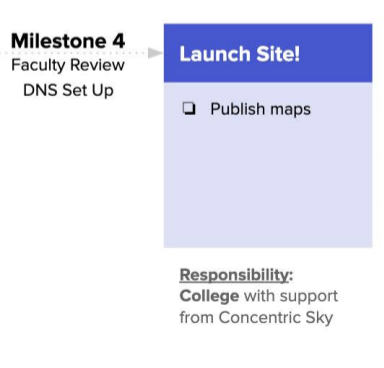 Milestone 4
Faculty Review
DNS Set Up
Launch Site!
Publish maps
Responsibility:
College with support
from Concentric Sky